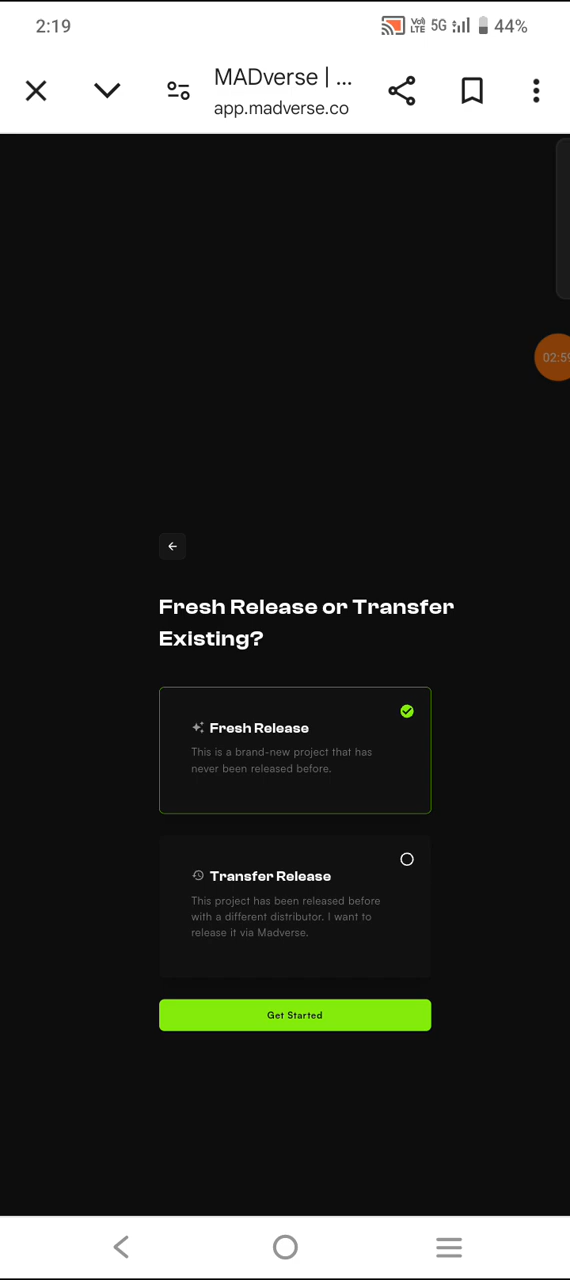 2:19
Vo) LTE 5G 44%
MADverse | ...
app.madverse.co
Fresh Release or Transfer
Existing?
Fresh Release
This is a brand-new project that has
never been released before.
Transfer Release
This project has been released before
with a different distributor. I want to
release it via Madverse.
Get Started